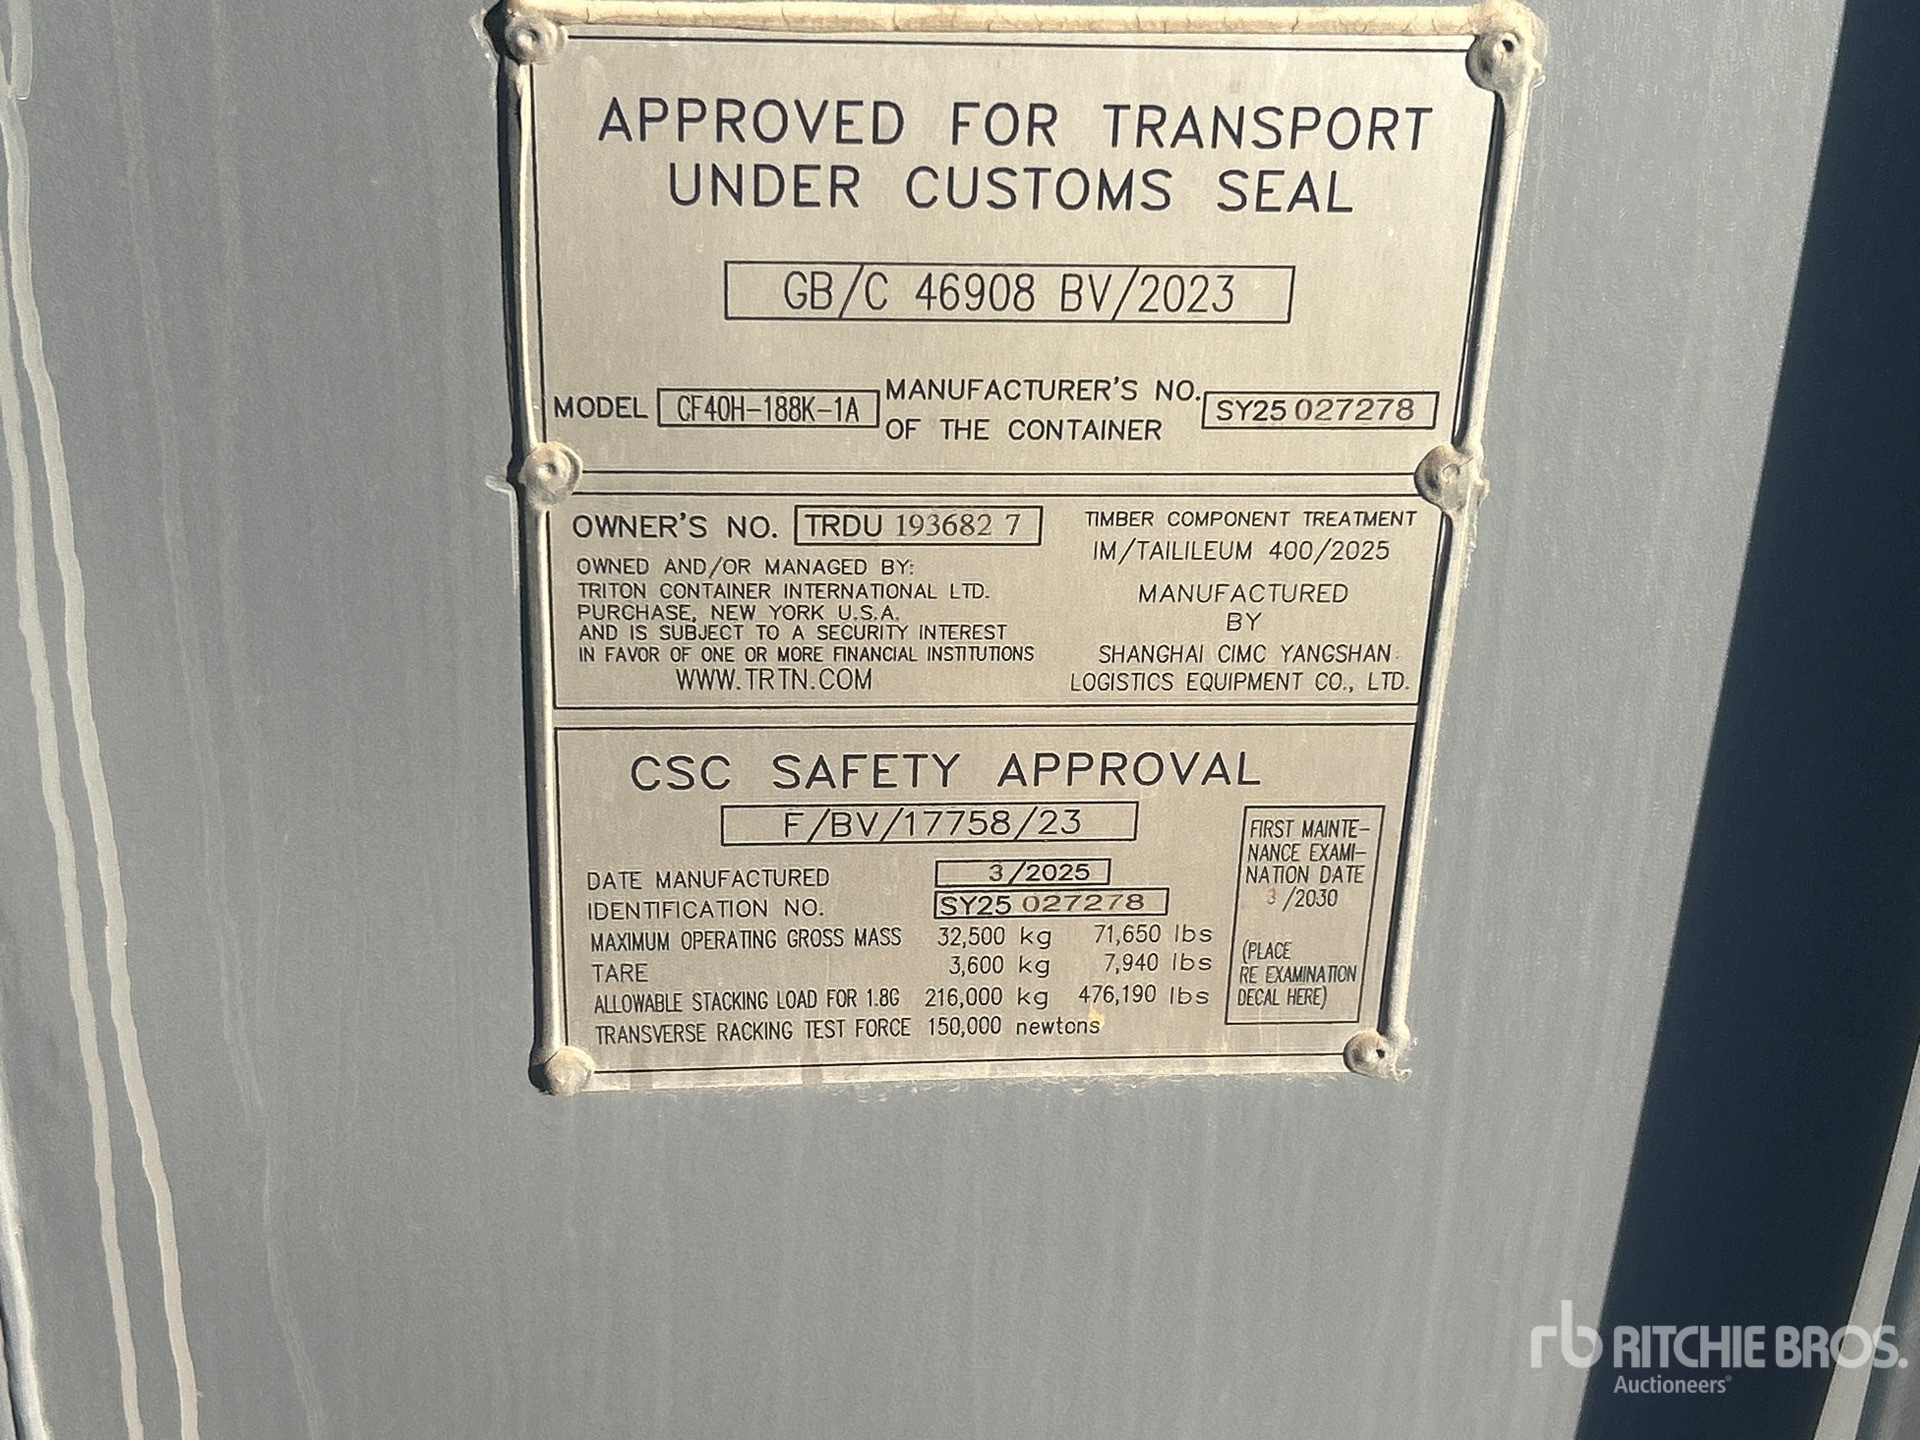 APPROVED FOR TRANSPORT
UNDER CUSTOMS SEAL
GB/C 46908 BV/2023
MODEL CF40H-188K-1A MANUFACTURER'S NO. OF THE CONTAINER SY25 027278
OWNER'S NO. TRDU 193682 7
OWNED AND/OR MANAGED BY:
TRITON CONTAINER INTERNATIONAL LTD.
PURCHASE, NEW YORK U.S.A.
AND IS SUBJECT TO A SECURITY INTEREST
IN FAVOR OF ONE OR MORE FINANCIAL INSTITUTIONS
WWW.TRTN.COM
TIMBER COMPONENT TREATMENT
IM/TAILILEUM 400/2025
MANUFACTURED
BY
SHANGHAI CIMC YANGSHAN
LOGISTICS EQUIPMENT CO., LTD.
CSC SAFETY APPROVAL
F/BV/17758/23
DATE MANUFACTURED 3/2025
IDENTIFICATION NO. SY25 027278
MAXIMUM OPERATING GROSS MASS 32,500 kg 71,650 lbs
TARE 3,600 kg 7,940 lbs
ALLOWABLE STACKING LOAD FOR 1.8G 216,000 kg 476,190 lbs
TRANSVERSE RACKING TEST FORCE 150,000 newtons
FIRST MAINTE-
NANCE EXAMI-
NATION DATE
3/2030
(PLACE
RE EXAMINATION
DECAL HERE)
rb RITCHIE BROS.
Auctioneers®